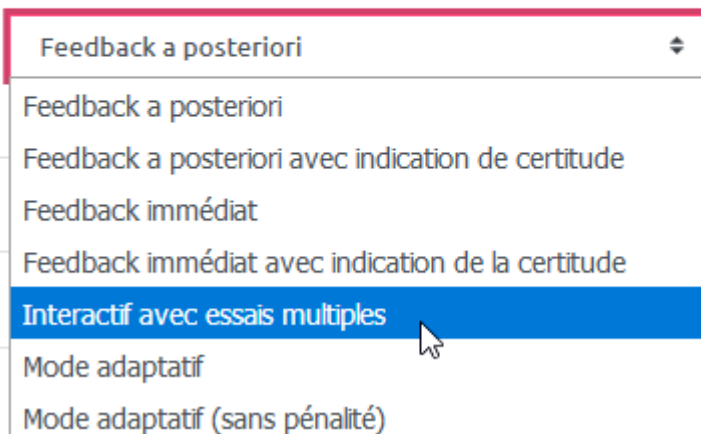 Feedback a posteriori
Feedback a posteriori
Feedback a posteriori avec indication de certitude
Feedback immédiat
Feedback immédiat avec indication de la certitude
Interactif avec essais multiples
Mode adaptatif
Mode adaptatif (sans pénalité)